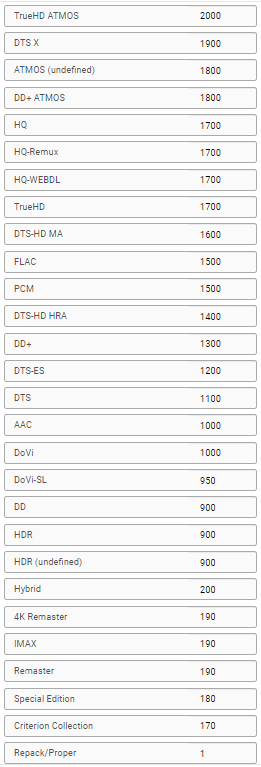 TrueHD ATMOS 2000
DTS X 1900
ATMOS (undefined) 1800
DD+ ATMOS 1800
HQ 1700
HQ-Remux 1700
HQ-WEBDL 1700
TrueHD 1700
DTS-HD MA 1600
FLAC 1500
PCM 1500
DTS-HD HRA 1400
DD+ 1300
DTS-ES 1200
DTS 1100
AAC 1000
DoVi 1000
DoVi-SL 950
DD 900
HDR 900
HDR (undefined) 900
Hybrid 200
4K Remaster 190
IMAX 190
Remaster 190
Special Edition 180
Criterion Collection 170
Repack/Proper 1